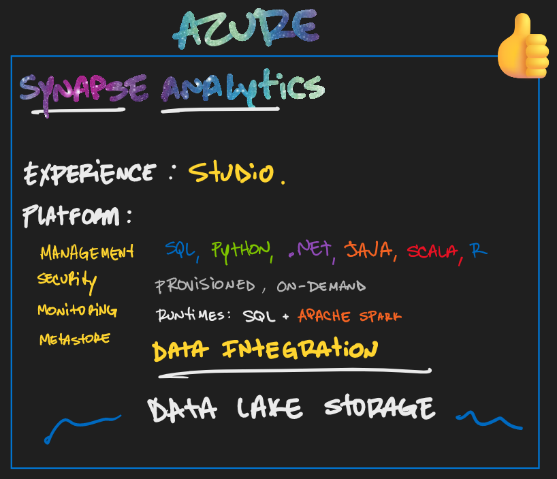 AZURE
SYNAPSE ANALYTICS
EXPERIENCE : STUDIO.
PLATFORM :
MANAGEMENT SQL, PYTHON, .NET, JAVA, SCALA, R
SECURITY PROVISIONED, ON-DEMAND
MONITORING RUNTIMES: SQL + APACHE SPARK
METASTORE DATA INTEGRATION
DATA LAKE STORAGE